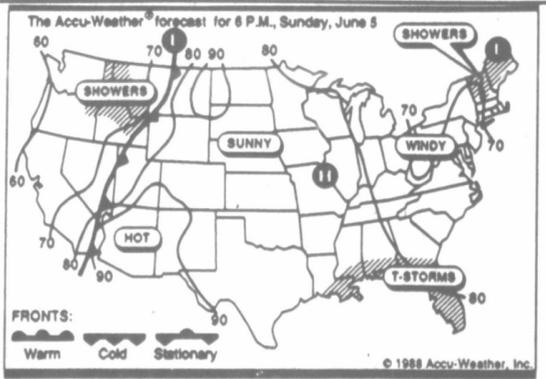 The Accu-Weather® forecast for 6 P.M., Sunday, June 5
60
70
L
80
90
80
SHOWERS
L
SHOWERS
70
SUNNY
WINDY
70
60
H
70
HOT
80
90
T-STORMS
80
90
FRONTS:
Warm
Cold
Stationary
© 1988 Accu-Weather, Inc.